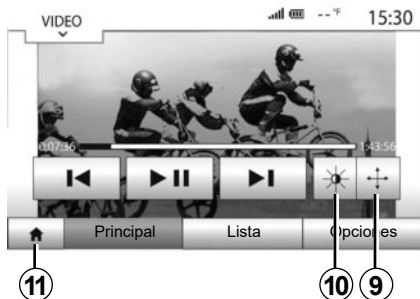 VIDEO
--°F
15:30
0:07:36
1:43:56
Principal
Lista
Opciones
11
10
9